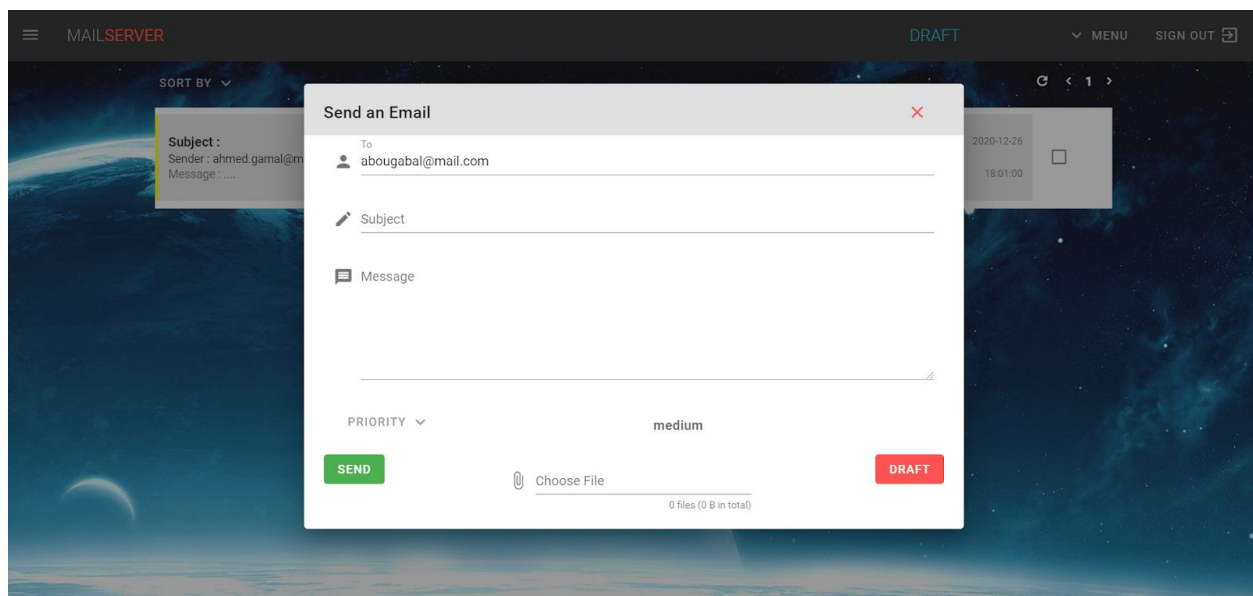 MAILSERVER
DRAFT
MENU
SIGN OUT
SORT BY
1
Send an Email
To
abougabal@mail.com
Subject
Message
PRIORITY
medium
SEND
Choose File
0 files (0 B in total)
DRAFT
Subject :
Sender : ahmed.gamal@m
Message : ....
2020-12-26
18:01:00